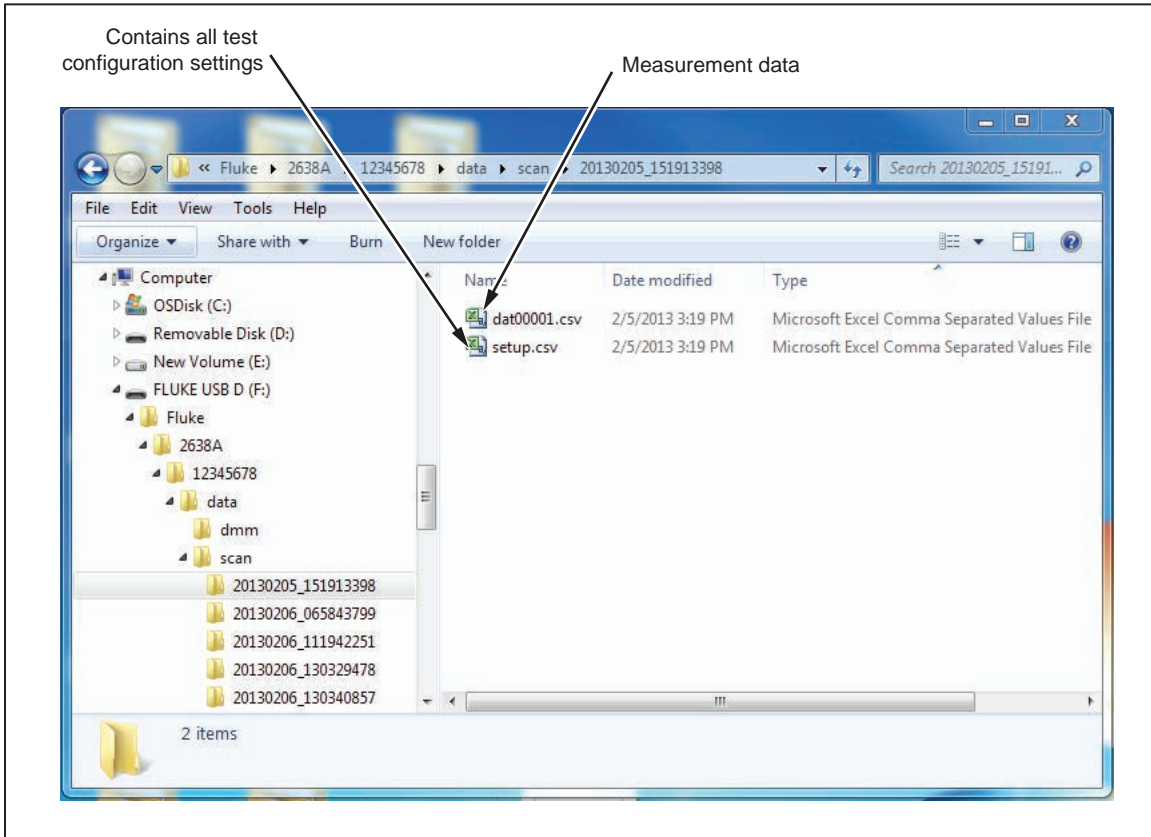 Contains all test
configuration settings
Measurement data
« Fluke 2638A 12345678 data scan 20130205_151913398
Search 20130205_15191...
File Edit View Tools Help
Organize Share with Burn New folder
Computer
OSDisk (C:)
Removable Disk (D:)
New Volume (E:)
FLUKE USB D (F:)
Fluke
2638A
12345678
data
dmm
scan
20130205_151913398
20130206_065843799
20130206_111942251
20130206_130329478
20130206_130340857
Name Date modified Type
dat00001.csv 2/5/2013 3:19 PM Microsoft Excel Comma Separated Values File
setup.csv 2/5/2013 3:19 PM Microsoft Excel Comma Separated Values File
2 items